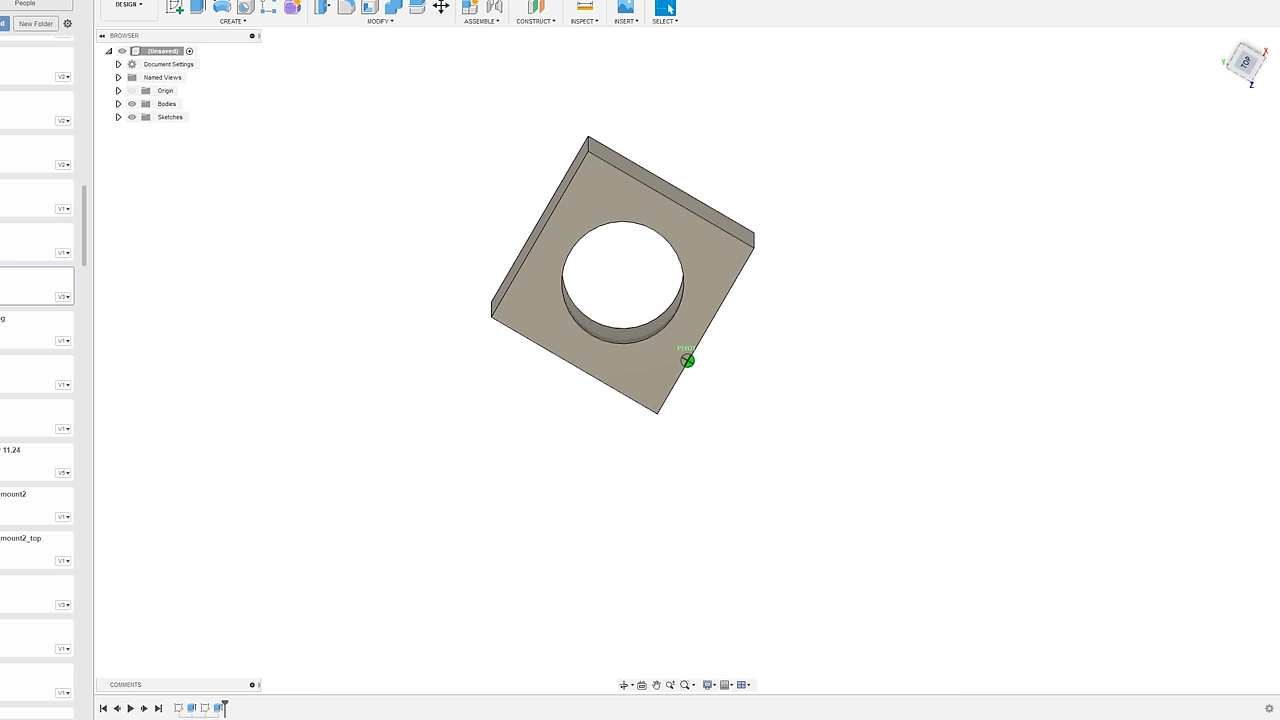 People
New Folder
DESIGN
CREATE
MODIFY
ASSEMBLE
CONSTRUCT
INSPECT
INSERT
SELECT
BROWSER
(Unsaved)
Document Settings
Named Views
Origin
Bodies
Sketches
X
Y
TOP
Z
PIVOT
V2
V2
V2
V1
V1
V3
g
V1
V1
V1
11.24
V5
mount2
V1
mount2_top
V1
V3
V1
V1
COMMENTS